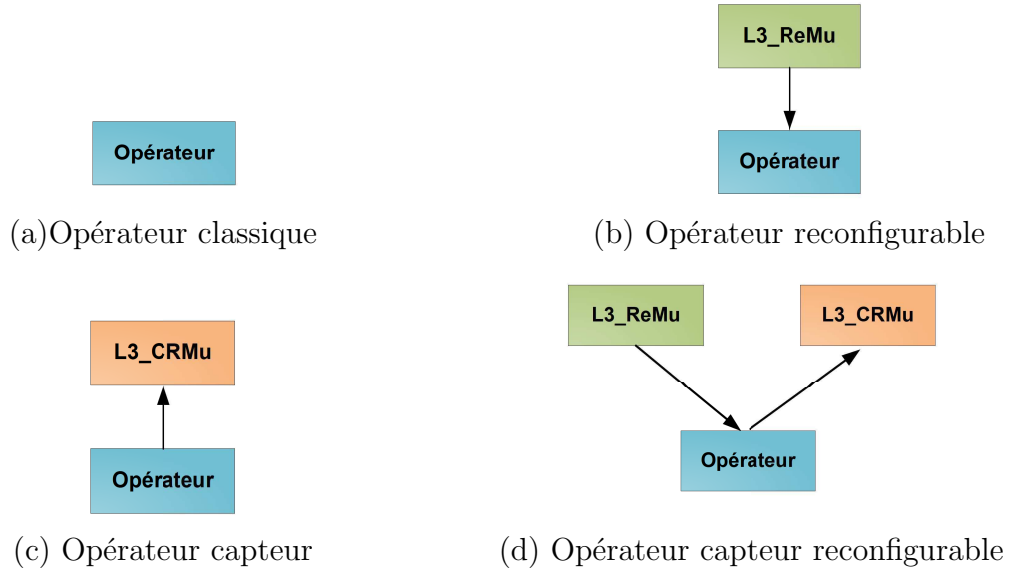 L3_ReMu
Opérateur
Opérateur
(a)Opérateur classique
(b) Opérateur reconfigurable
L3_CRMu
Opérateur
L3_ReMu
L3_CRMu
Opérateur
(c) Opérateur capteur
(d) Opérateur capteur reconfigurable